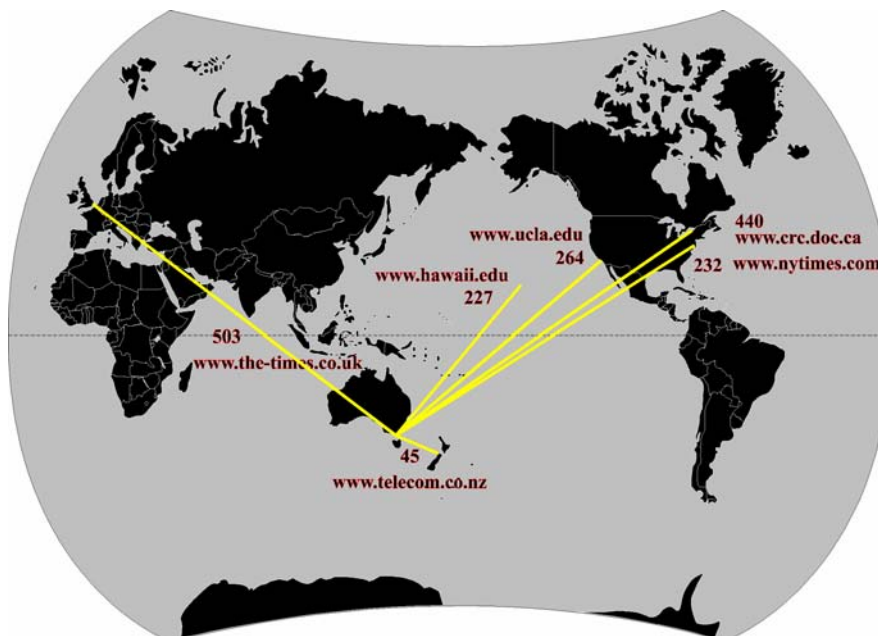 440
www.ucla.edu
www.crc.doc.ca
264
232 www.nytimes.com
www.hawaii.edu
227
503
www.the-times.co.uk
45
www.telecom.co.nz